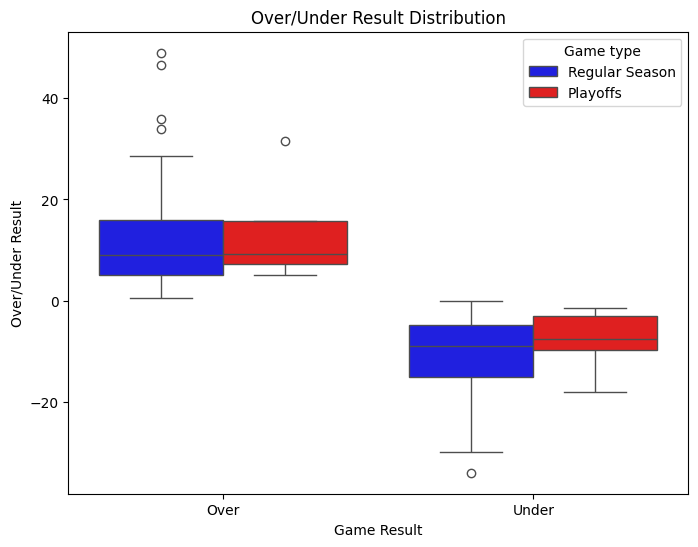 Over/Under Result Distribution
Game type
Regular Season
Playoffs
Over/Under Result
40
20
0
−20
Over
Under
Game Result